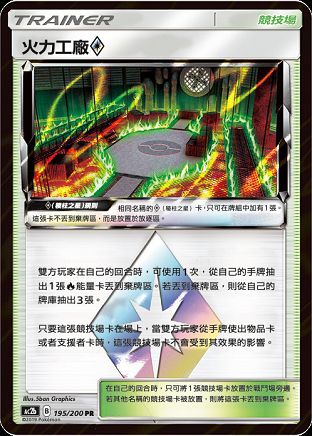 TRAINER
競技場
火力工廠◇
◇(稜柱之星)規則
相同名稱的◇(稜柱之星)卡,只可在牌組中加有1張。
這張卡不丟到棄牌區,而是放置於放逐區。
雙方玩家在自己的回合時,可使用1次,從自己的手牌抽
出1張🔥能量卡丟到棄牌區。若丟到棄牌區,則從自己的
牌庫抽出3張。
只要這張競技場卡在場上,當雙方玩家從手牌使出物品卡
或者支援者卡時,這張競技場卡不會受到其效果的影響。
Illus.5ban Graphics
在自己的回合時,只可將1張競技場卡放置於戰鬥場旁邊。
若其他名稱的競技場卡被放置,則將這張卡丟到棄牌區。
AC2b B 195/200 PR
©2019 Pokémon.